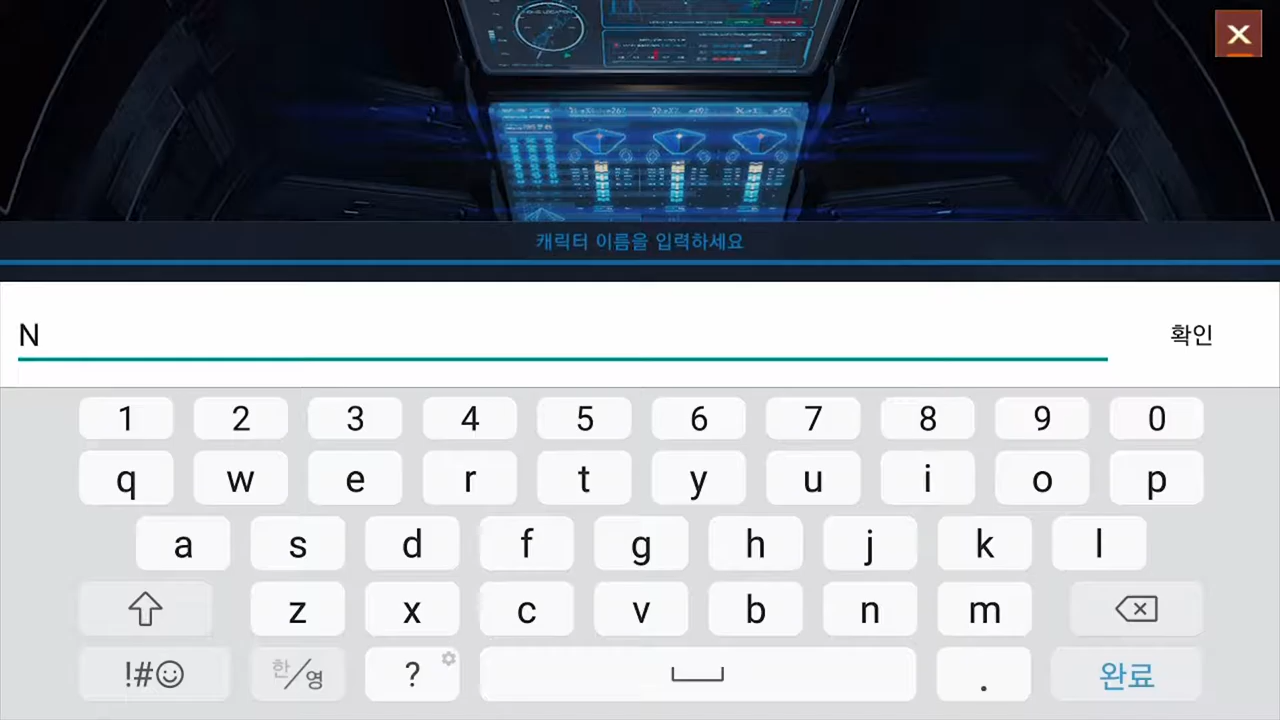 캐릭터 이름을 입력하세요
N
확인
1 2 3 4 5 6 7 8 9 0
q w e r t y u i o p
a s d f g h j k l
z x c v b n m
!#☺ 한/영 ? . 완료